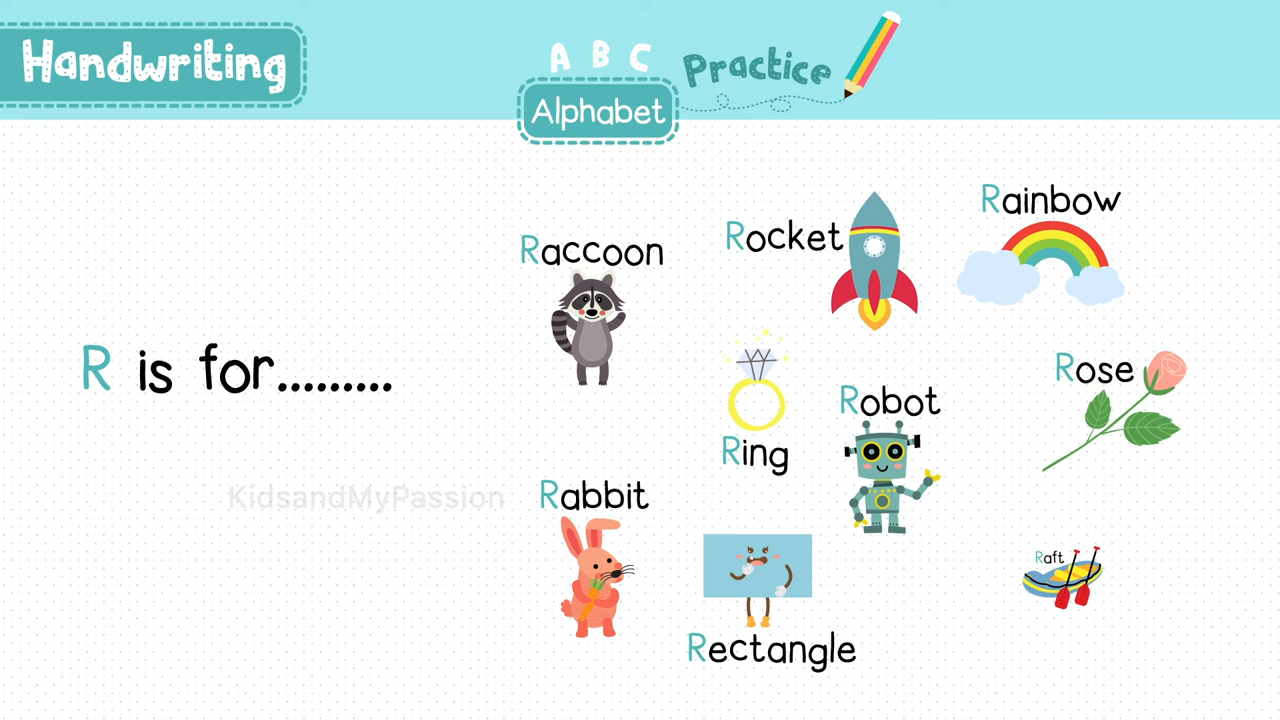 Handwriting
A B C
Alphabet
Practice
R is for.........
Raccoon
Rocket
Rainbow
Ring
Robot
Rose
KidsandMyPassion
Rabbit
Rectangle
Raft